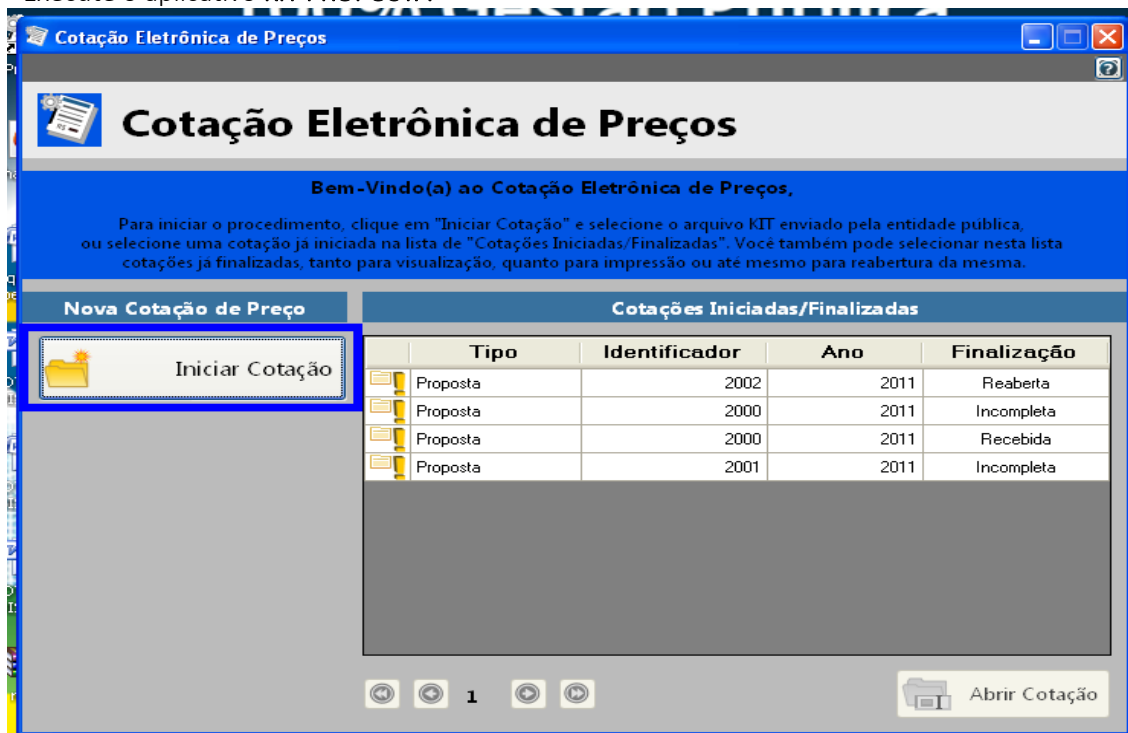 Cotação Eletrônica de Preços
Cotação Eletrônica de Preços
Bem-Vindo(a) ao Cotação Eletrônica de Preços,
Para iniciar o procedimento, clique em "Iniciar Cotação" e selecione o arquivo KIT enviado pela entidade pública,
ou selecione uma cotação já iniciada na lista de "Cotações Iniciadas/Finalizadas". Você também pode selecionar nesta lista
cotações já finalizadas, tanto para visualização, quanto para impressão ou até mesmo para reabertura da mesma.
Nova Cotação de Preço
Cotações Iniciadas/Finalizadas
Iniciar Cotação
Tipo Identificador Ano Finalização
Proposta 2002 2011 Reaberta
Proposta 2000 2011 Incompleta
Proposta 2000 2011 Recebida
Proposta 2001 2011 Incompleta
1
Abrir Cotação